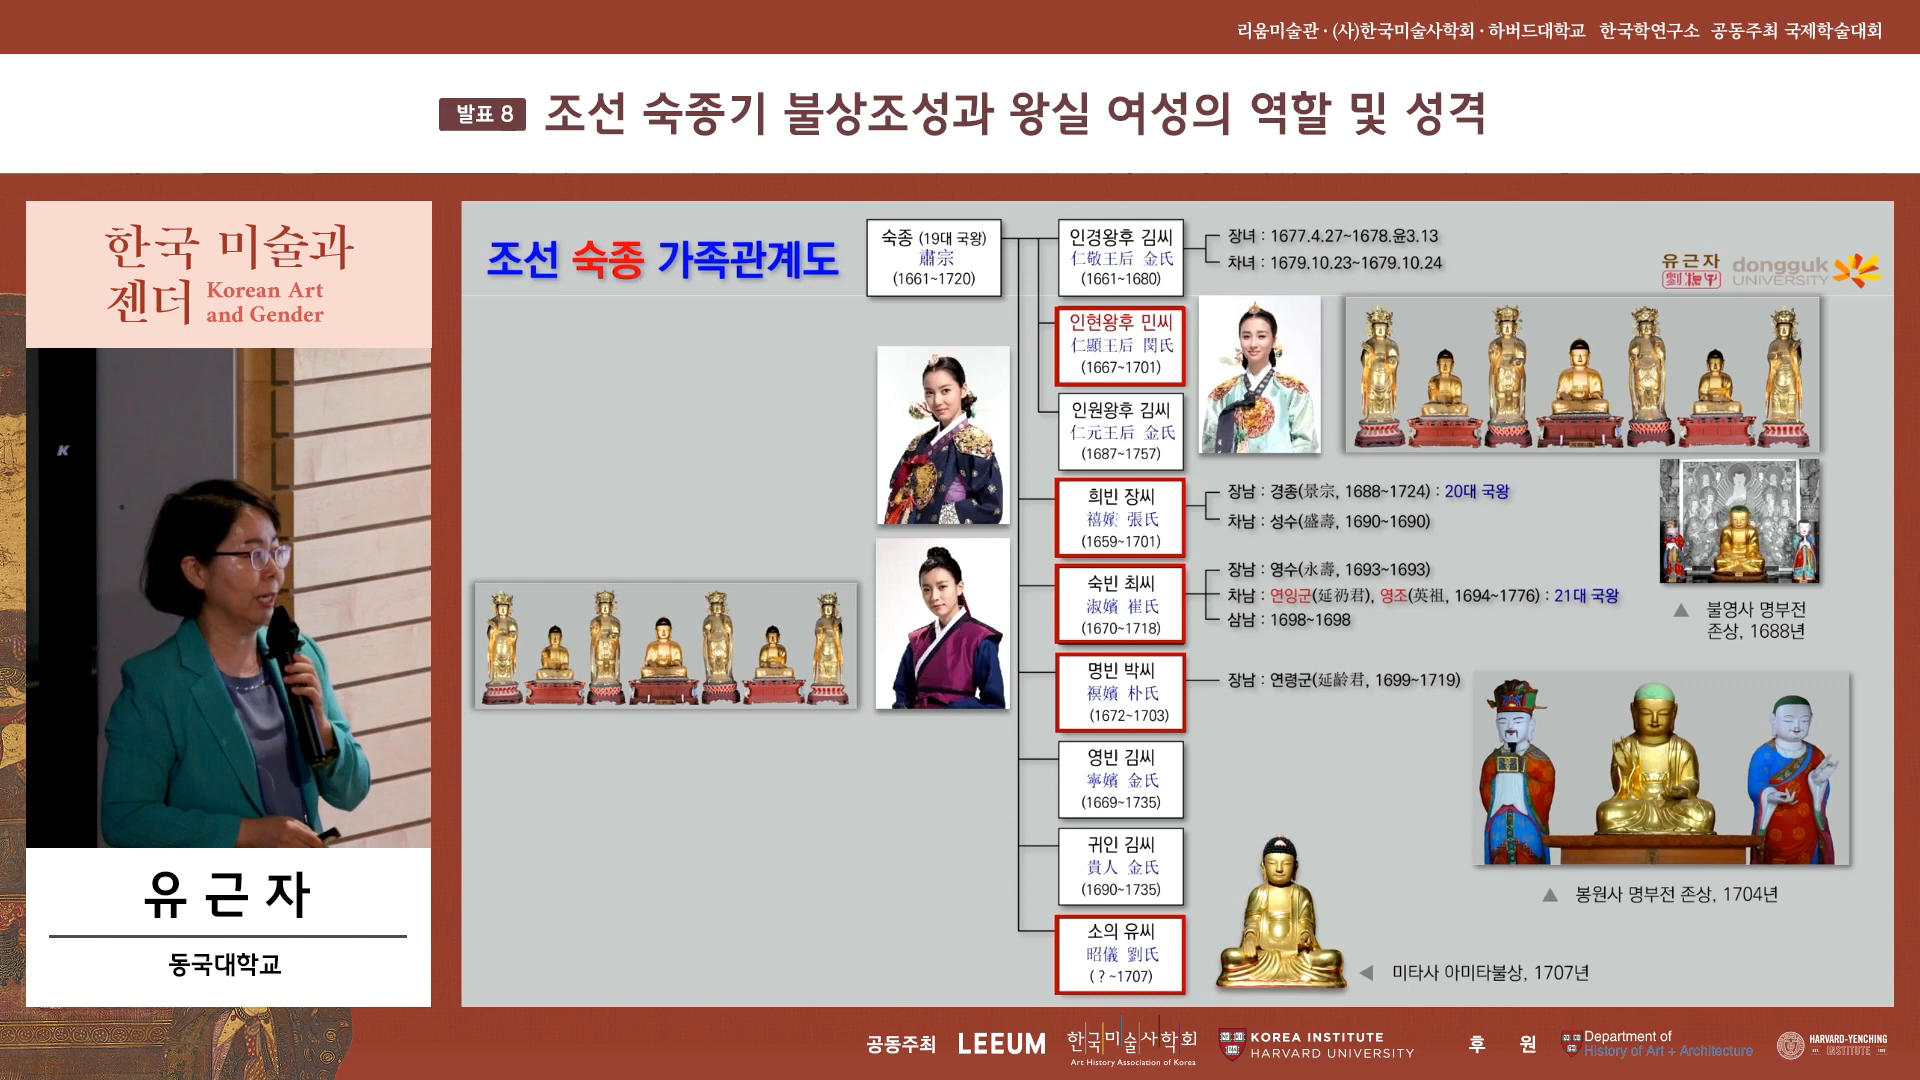 리움미술관 · (사)한국미술사학회 · 하버드대학교 한국학연구소 공동주최 국제학술대회
발표 8 조선 숙종기 불상조성과 왕실 여성의 역할 및 성격
한국 미술과
젠더 Korean Art
and Gender
K
유근자
동국대학교
조선 숙종 가족관계도
유근자
dongguk
UNIVERSITY
숙종 (19대 국왕)
肅宗
(1661~1720)
인경왕후 김씨
仁敬王后 金氏
(1661~1680)
장녀 : 1677.4.27~1678.윤3.13
차녀 : 1679.10.23~1679.10.24
인현왕후 민씨
仁顯王后 閔氏
(1667~1701)
인원왕후 김씨
仁元王后 金氏
(1687~1757)
희빈 장씨
禧嬪 張氏
(1659~1701)
장남 : 경종(景宗, 1688~1724) : 20대 국왕
차남 : 성수(盛壽, 1690~1690)
숙빈 최씨
淑嬪 崔氏
(1670~1718)
장남 : 영수(永壽, 1693~1693)
차남 : 연잉군(延礽君), 영조(英祖, 1694~1776) : 21대 국왕
삼남 : 1698~1698
명빈 박씨
䄙嬪 朴氏
(1672~1703)
장남 : 연령군(延齡君, 1699~1719)
영빈 김씨
寧嬪 金氏
(1669~1735)
귀인 김씨
貴人 金氏
(1690~1735)
소의 유씨
昭儀 劉氏
( ? ~1707)
▲ 불영사 명부전
존상, 1688년
▲ 봉원사 명부전 존상, 1704년
◀ 미타사 아미타불상, 1707년
공동주최 LEEUM 한국미술사학회
Art History Association of Korea
KOREA INSTITUTE
HARVARD UNIVERSITY
후 원
Department of
History of Art + Architecture
HARVARD-YENCHING
INSTITUTE